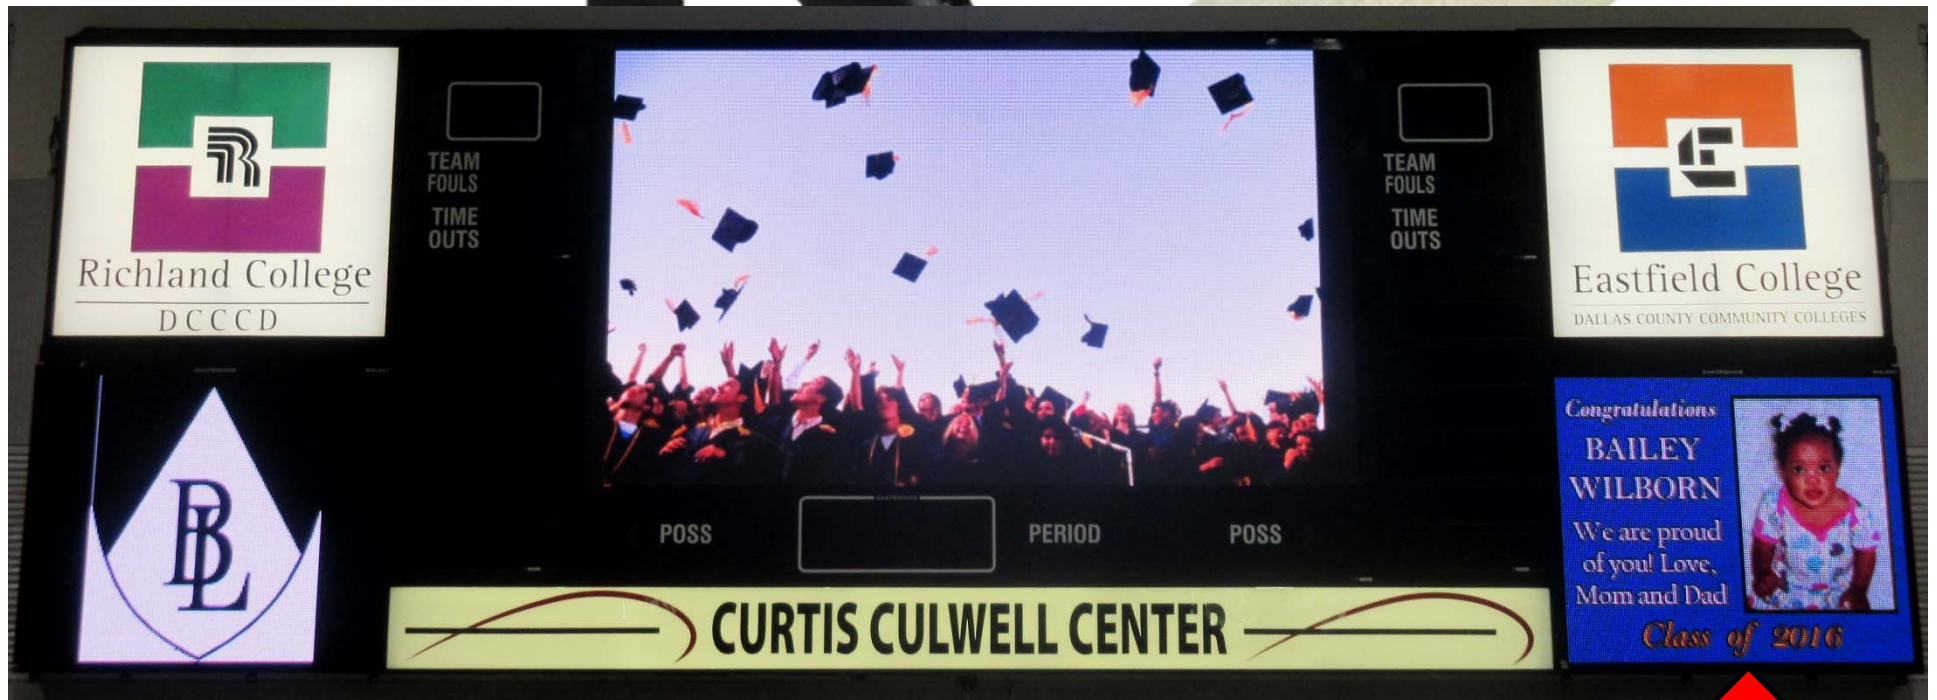 R
Richland College
DCCCD
TEAM
FOULS
TIME
OUTS
TEAM
FOULS
TIME
OUTS
E
Eastfield College
DALLAS COUNTY COMMUNITY COLLEGES
BL
POSS
PERIOD
POSS
CURTIS CULWELL CENTER
Congratulations
BAILEY
WILBORN
We are proud
of you! Love,
Mom and Dad
Class of 2016